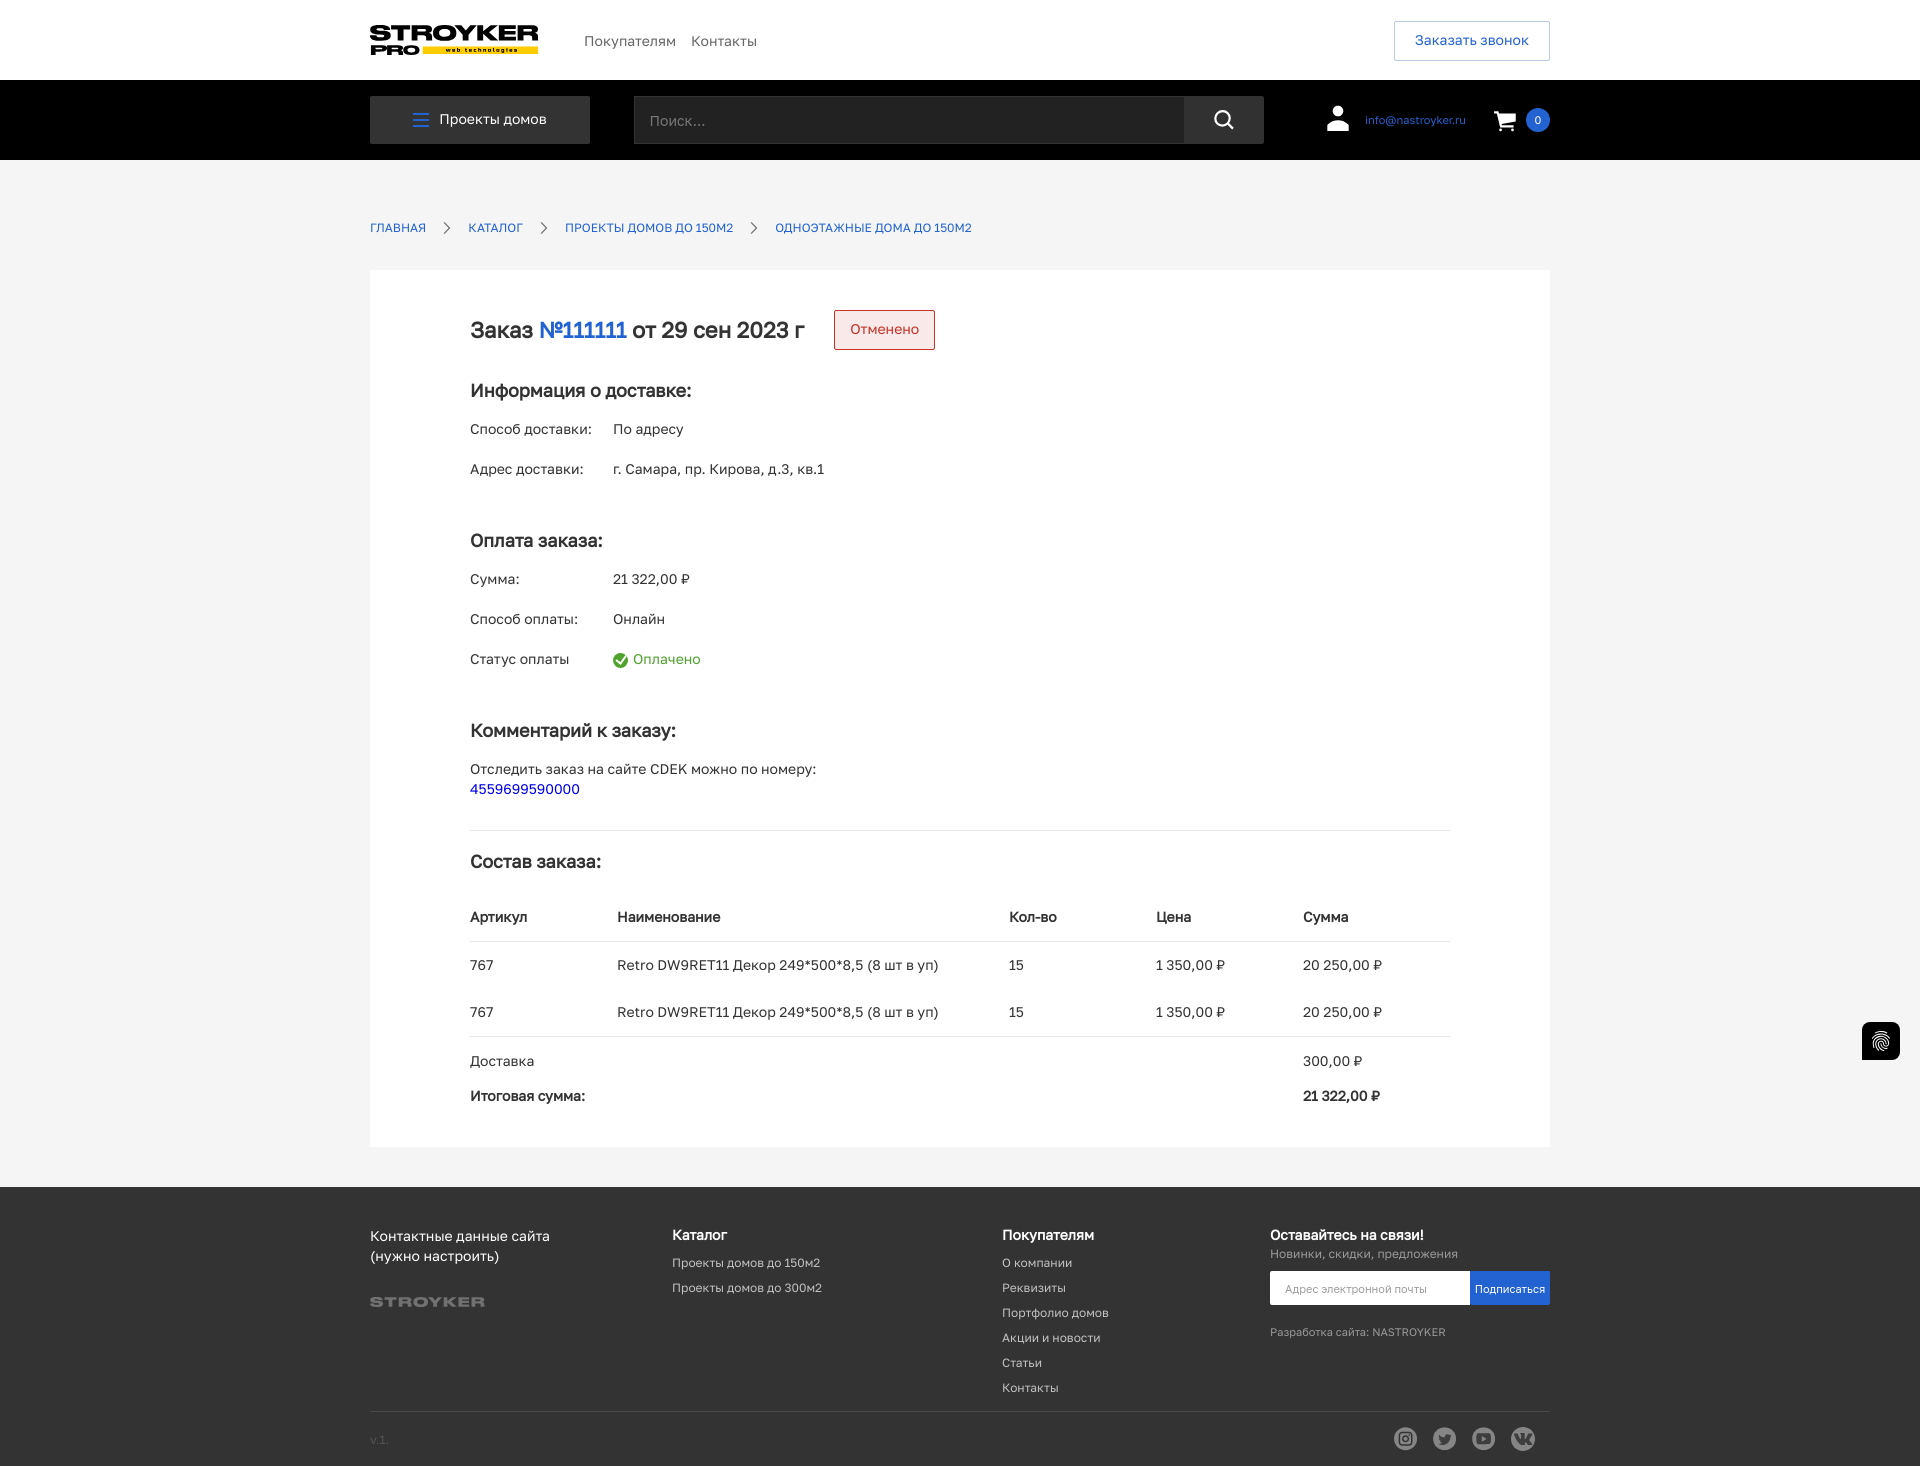 STROYKER
PRO web technologies
Покупателям Контакты
Заказать звонок
Проекты домов
Поиск...
info@nastroyker.ru
0
ГЛАВНАЯ КАТАЛОГ ПРОЕКТЫ ДОМОВ ДО 150М2 ОДНОЭТАЖНЫЕ ДОМА ДО 150М2
Заказ №111111 от 29 сен 2023 г
Отменено
Информация о доставке:
Способ доставки: По адресу
Адрес доставки: г. Самара, пр. Кирова, д.3, кв.1
Оплата заказа:
Сумма: 21 322,00 ₽
Способ оплаты: Онлайн
Статус оплаты Оплачено
Комментарий к заказу:
Отследить заказ на сайте CDEK можно по номеру:
4559699590000
Состав заказа:
Артикул Наименование Кол-во Цена Сумма
767 Retro DW9RET11 Декор 249*500*8,5 (8 шт в уп) 15 1 350,00 ₽ 20 250,00 ₽
767 Retro DW9RET11 Декор 249*500*8,5 (8 шт в уп) 15 1 350,00 ₽ 20 250,00 ₽
Доставка 300,00 ₽
Итоговая сумма: 21 322,00 ₽
Контактные данные сайта
(нужно настроить)
STROYKER
Каталог
Проекты домов до 150м2
Проекты домов до 300м2
Покупателям
О компании
Реквизиты
Портфолио домов
Акции и новости
Статьи
Контакты
Оставайтесь на связи!
Новинки, скидки, предложения
Адрес электронной почты
Подписаться
Разработка сайта: NASTROYKER
v.1.